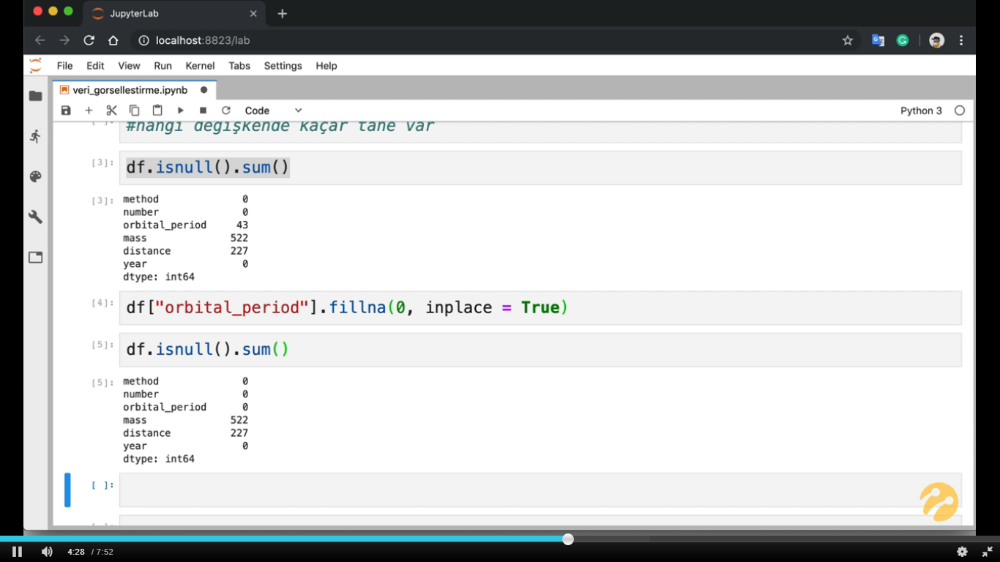 JupyterLab
localhost:8823/lab
File Edit View Run Kernel Tabs Settings Help
veri_gorsellestirme.ipynb
Code
Python 3
[ ]: #hangi değişkende kaçar tane var
[3]: df.isnull().sum()
[3]: method 0
number 0
orbital_period 43
mass 522
distance 227
year 0
dtype: int64
[4]: df["orbital_period"].fillna(0, inplace = True)
[5]: df.isnull().sum()
[5]: method 0
number 0
orbital_period 0
mass 522
distance 227
year 0
dtype: int64
[ ]:
[ ]:
4:28 / 7:52